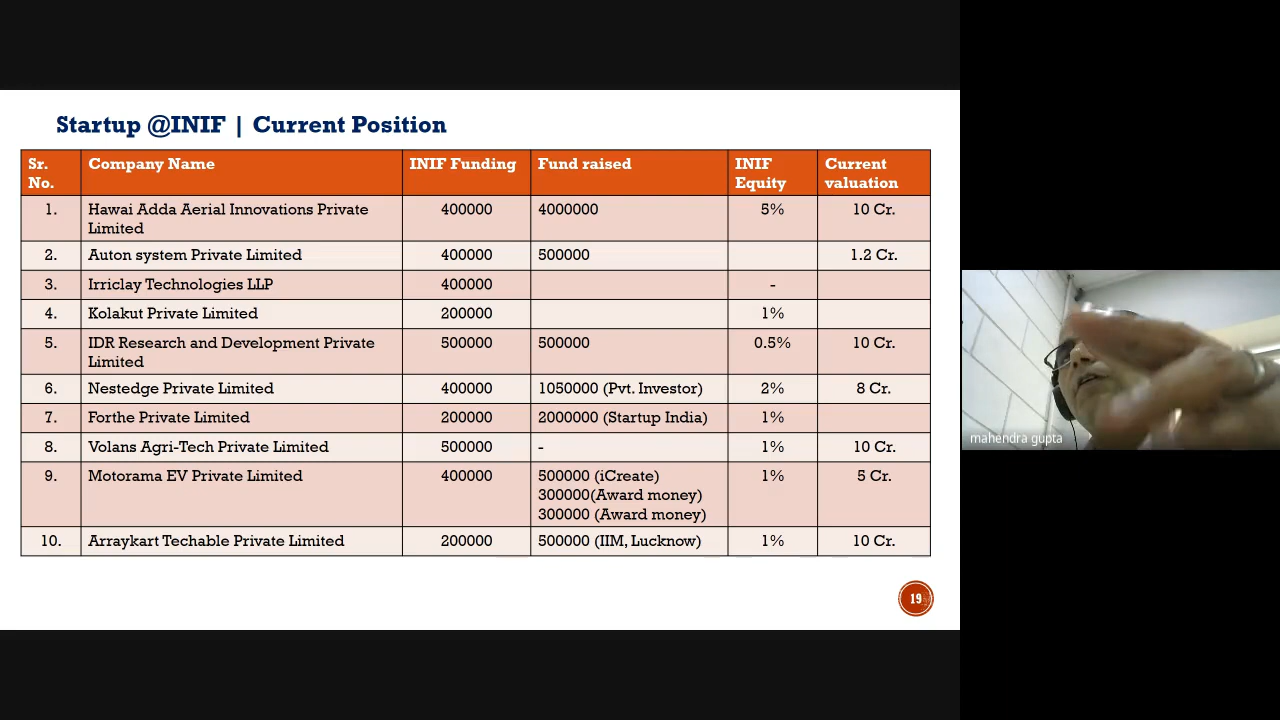 Startup @INIF | Current Position
Sr. No. Company Name INIF Funding Fund raised INIF Equity Current valuation
1. Hawai Adda Aerial Innovations Private Limited 400000 4000000 5% 10 Cr.
2. Auton system Private Limited 400000 500000 1.2 Cr.
3. Irriclay Technologies LLP 400000 -
4. Kolakut Private Limited 200000 1%
5. IDR Research and Development Private Limited 500000 500000 0.5% 10 Cr.
6. Nestedge Private Limited 400000 1050000 (Pvt. Investor) 2% 8 Cr.
7. Forthe Private Limited 200000 2000000 (Startup India) 1%
8. Volans Agri-Tech Private Limited 500000 - 1% 10 Cr.
9. Motorama EV Private Limited 400000 500000 (iCreate) 1% 5 Cr.
300000(Award money)
300000 (Award money)
10. Arraykart Techable Private Limited 200000 500000 (IIM, Lucknow) 1% 10 Cr.
19
mahendra gupta